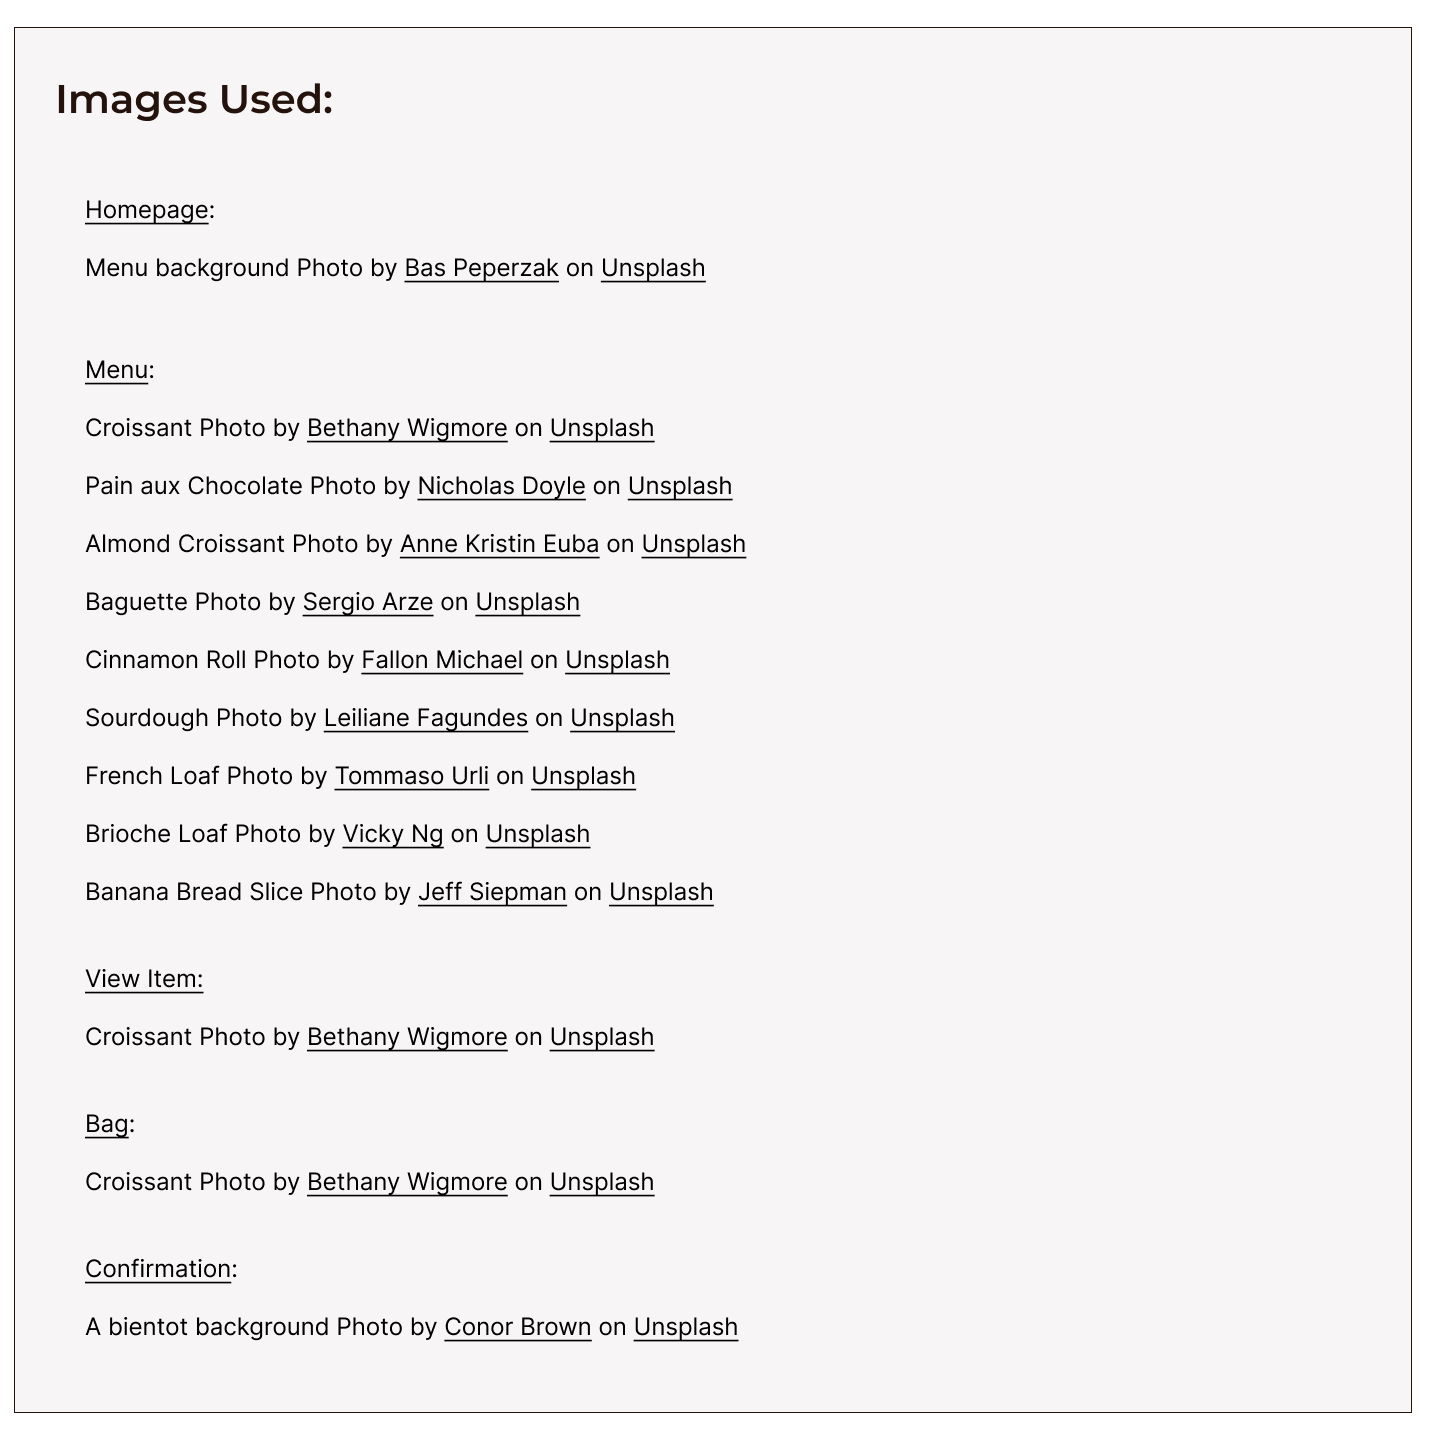 Images Used:
Homepage:
Menu background Photo by Bas Peperzak on Unsplash
Menu:
Croissant Photo by Bethany Wigmore on Unsplash
Pain aux Chocolate Photo by Nicholas Doyle on Unsplash
Almond Croissant Photo by Anne Kristin Euba on Unsplash
Baguette Photo by Sergio Arze on Unsplash
Cinnamon Roll Photo by Fallon Michael on Unsplash
Sourdough Photo by Leiliane Fagundes on Unsplash
French Loaf Photo by Tommaso Urli on Unsplash
Brioche Loaf Photo by Vicky Ng on Unsplash
Banana Bread Slice Photo by Jeff Siepman on Unsplash
View Item:
Croissant Photo by Bethany Wigmore on Unsplash
Bag:
Croissant Photo by Bethany Wigmore on Unsplash
Confirmation:
A bientot background Photo by Conor Brown on Unsplash